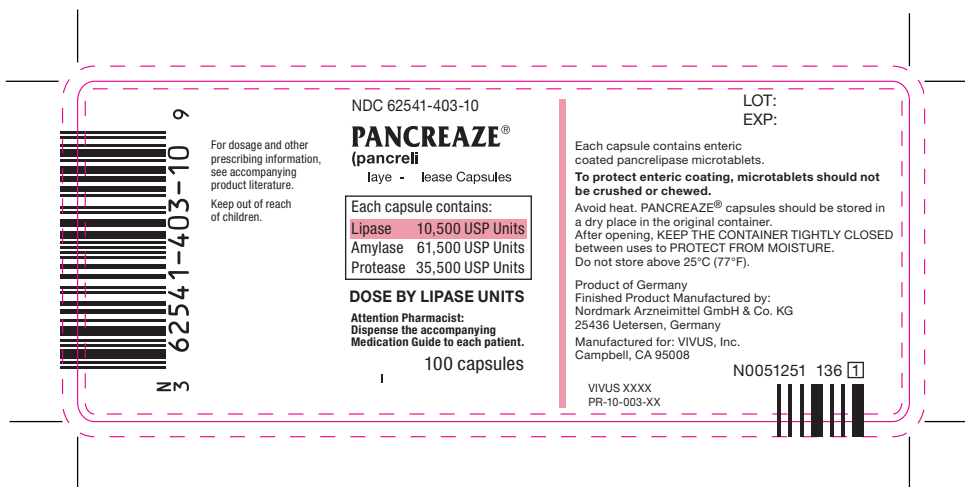 N
3 62541-403-10 9
For dosage and other
prescribing information,
see accompanying
product literature.
Keep out of reach
of children.
NDC 62541-403-10
PANCREAZE®
(pancreli
laye - lease Capsules
Each capsule contains:
Lipase 10,500 USP Units
Amylase 61,500 USP Units
Protease 35,500 USP Units
DOSE BY LIPASE UNITS
Attention Pharmacist:
Dispense the accompanying
Medication Guide to each patient.
100 capsules
LOT:
EXP:
Each capsule contains enteric
coated pancrelipase microtablets.
To protect enteric coating, microtablets should not
be crushed or chewed.
Avoid heat. PANCREAZE® capsules should be stored in
a dry place in the original container.
After opening, KEEP THE CONTAINER TIGHTLY CLOSED
between uses to PROTECT FROM MOISTURE.
Do not store above 25°C (77°F).
Product of Germany
Finished Product Manufactured by:
Nordmark Arzneimittel GmbH & Co. KG
25436 Uetersen, Germany
Manufactured for: VIVUS, Inc.
Campbell, CA 95008
N0051251 136 1
VIVUS XXXX
PR-10-003-XX